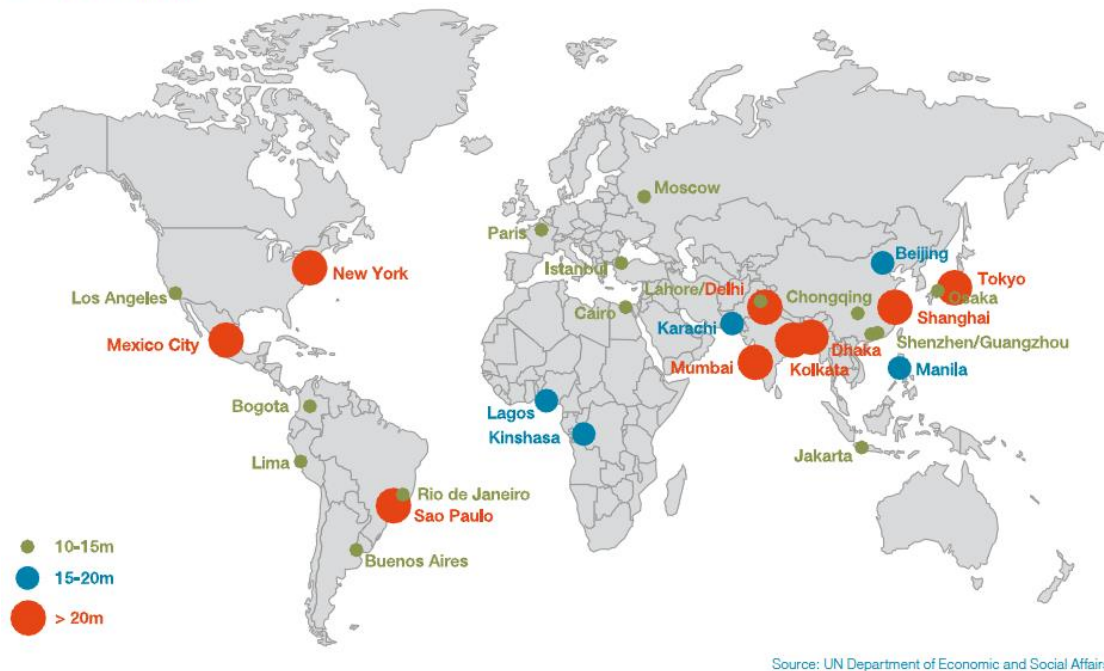 Moscow
Paris
Beijing
Istanbul
New York
Tokyo
Lahore/Delhi
Chongqing
Osaka
Los Angeles
Cairo
Shanghai
Karachi
Mexico City
Dhaka
Shenzhen/Guangzhou
Mumbai
Kolkata
Manila
Bogota
Lagos
Kinshasa
Jakarta
Lima
Rio de Janeiro
Sao Paulo
Buenos Aires
10-15m
15-20m
> 20m
Source: UN Department of Economic and Social Affairs